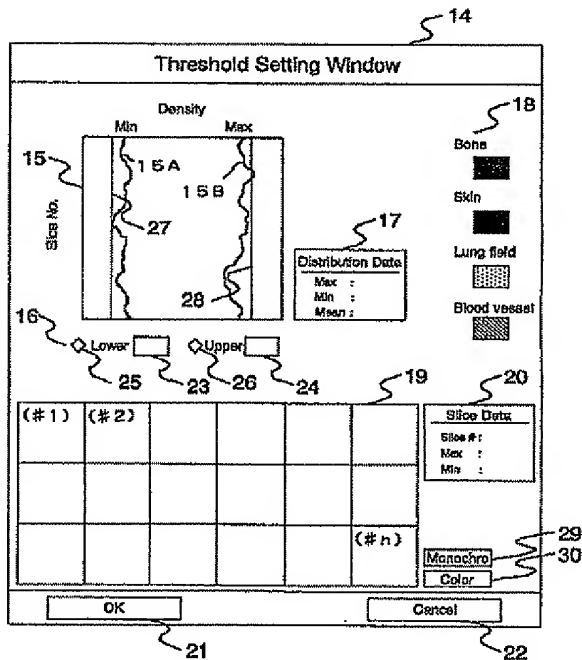 14
Threshold Setting Window
Density
Min Max
18
Bone
15
15A
15B
Slice No.
27
17
Skin
Distribution Data
Max :
Min :
Mean :
Lung field
28
Blood vessel
16
Lower
Upper
25
23
26
24
19
20
(#1) (#2)
Slice Data
Slice # :
Max :
Min :
(#n)
29
Monochro
30
Color
OK
Cancel
21
22